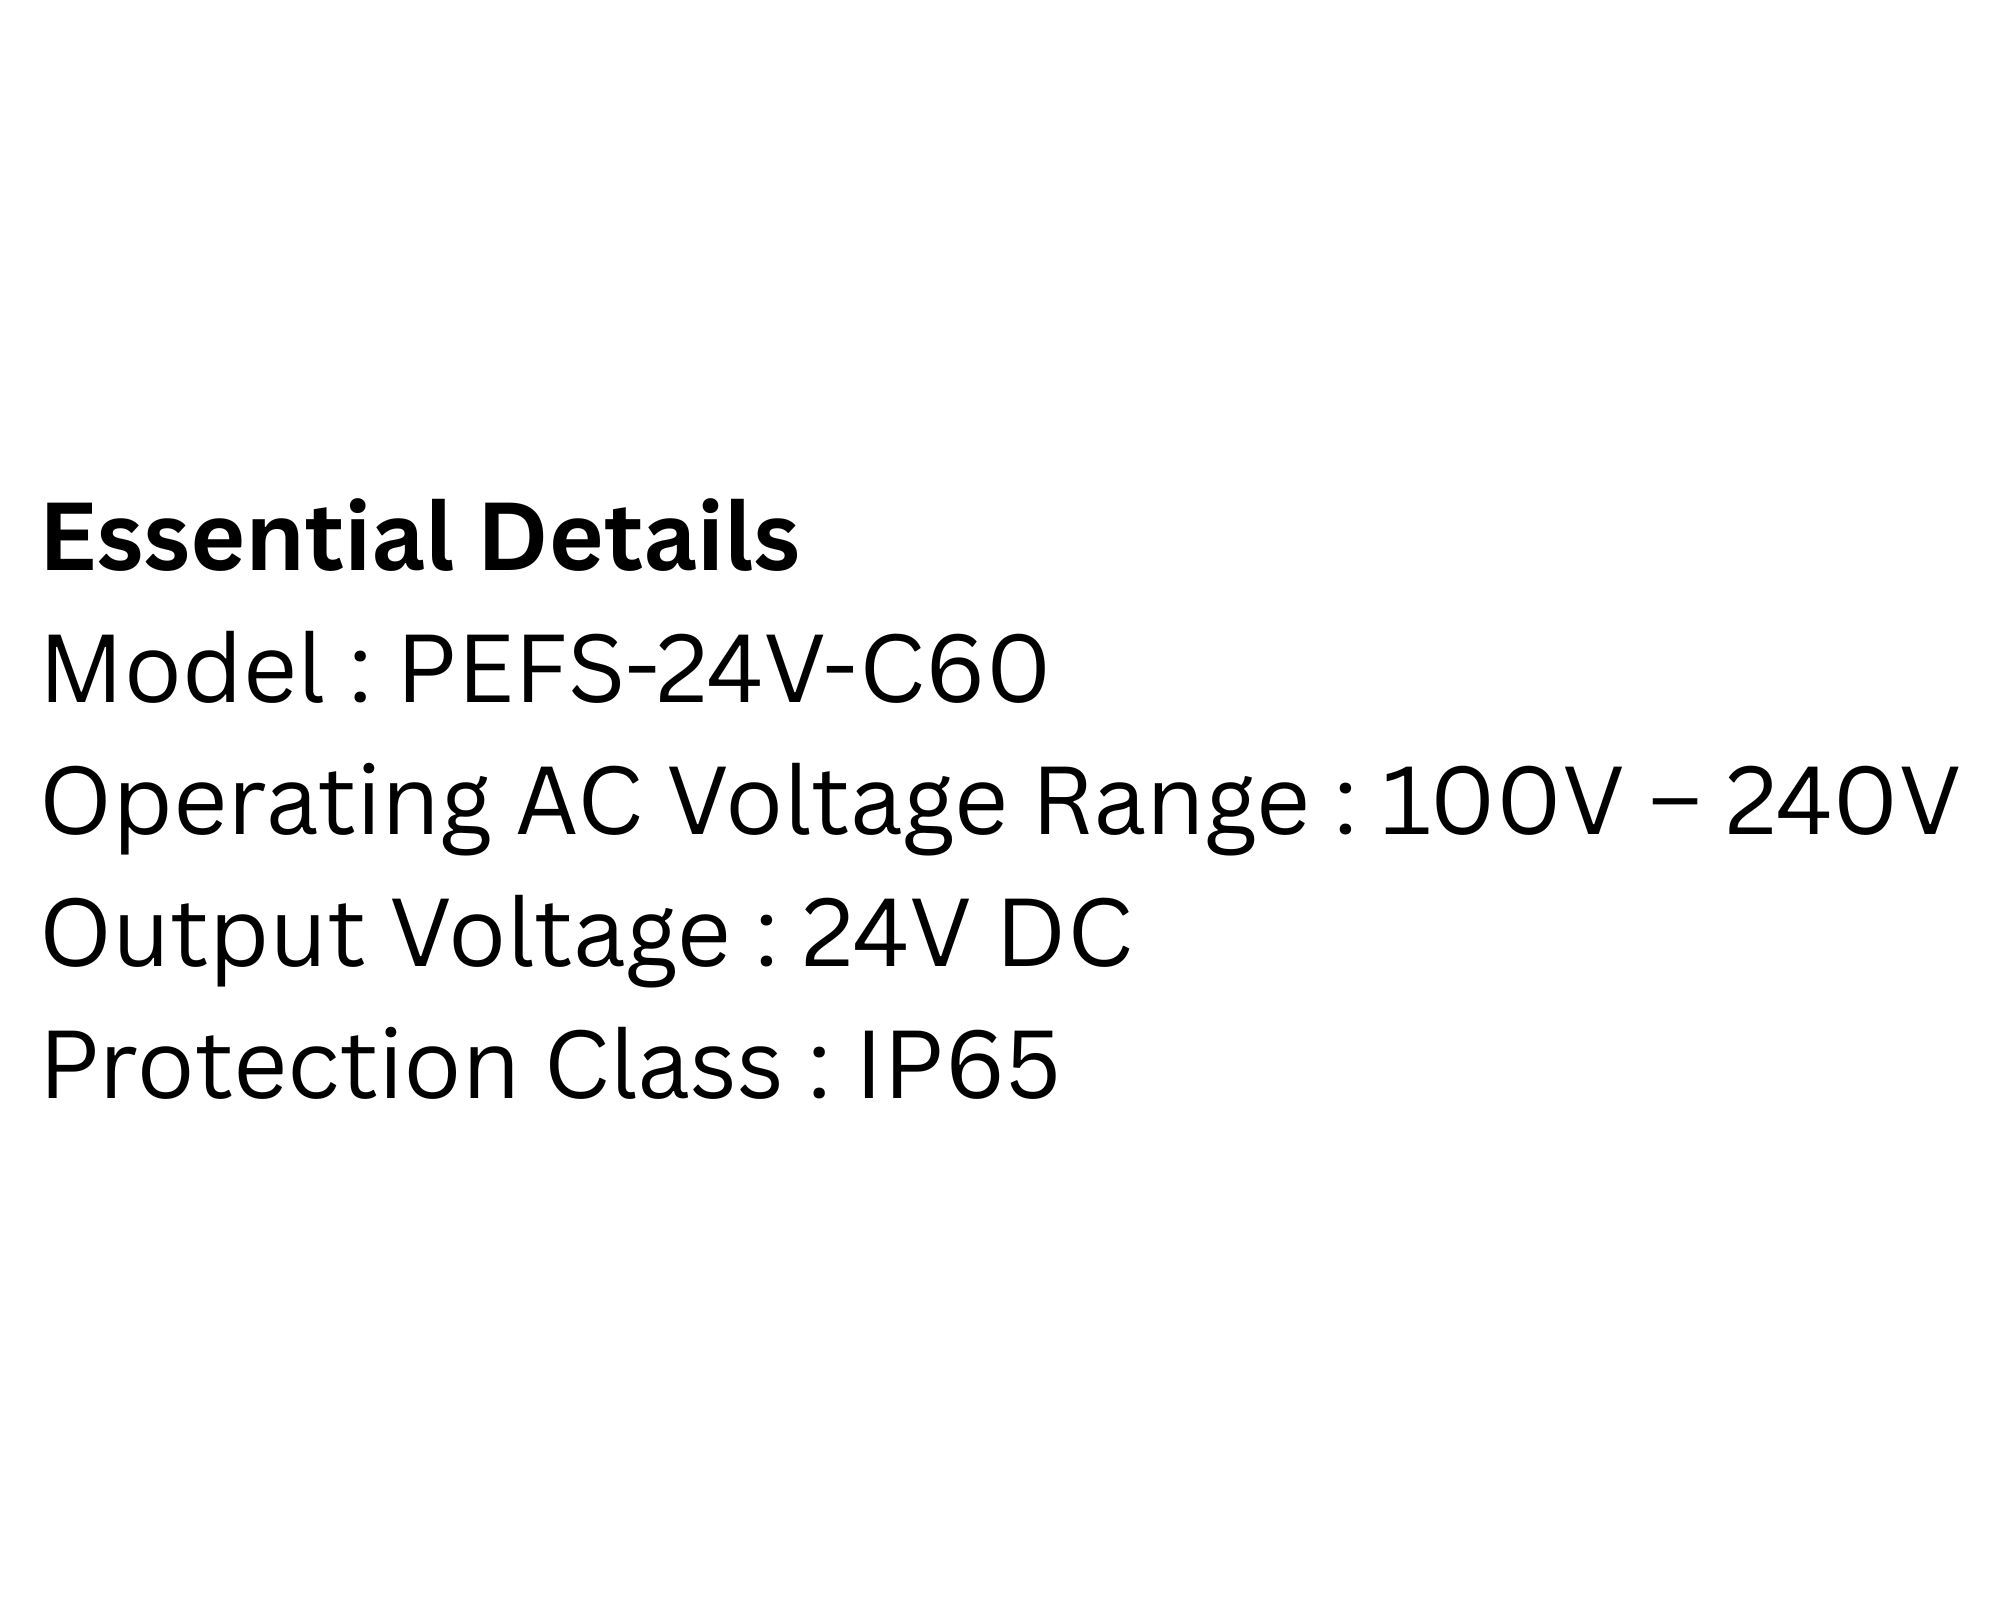 Essential Details
Model : PEFS-24V-C60
Operating AC Voltage Range : 100V – 240V
Output Voltage : 24V DC
Protection Class : IP65